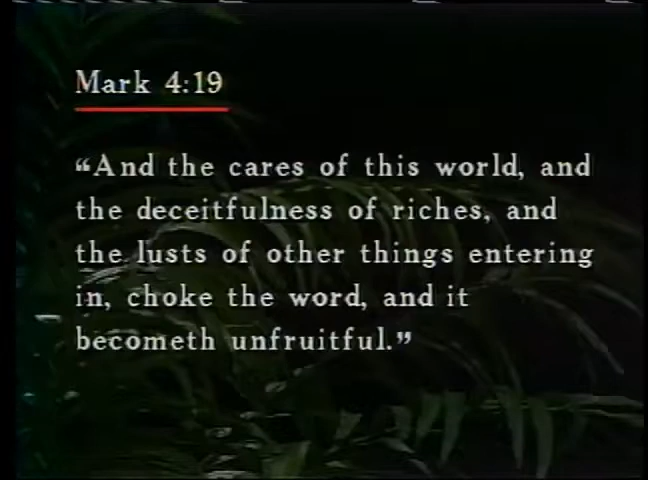 Mark 4:19
“And the cares of this world, and
the deceitfulness of riches, and
the lusts of other things entering
in, choke the word, and it
becometh unfruitful.”